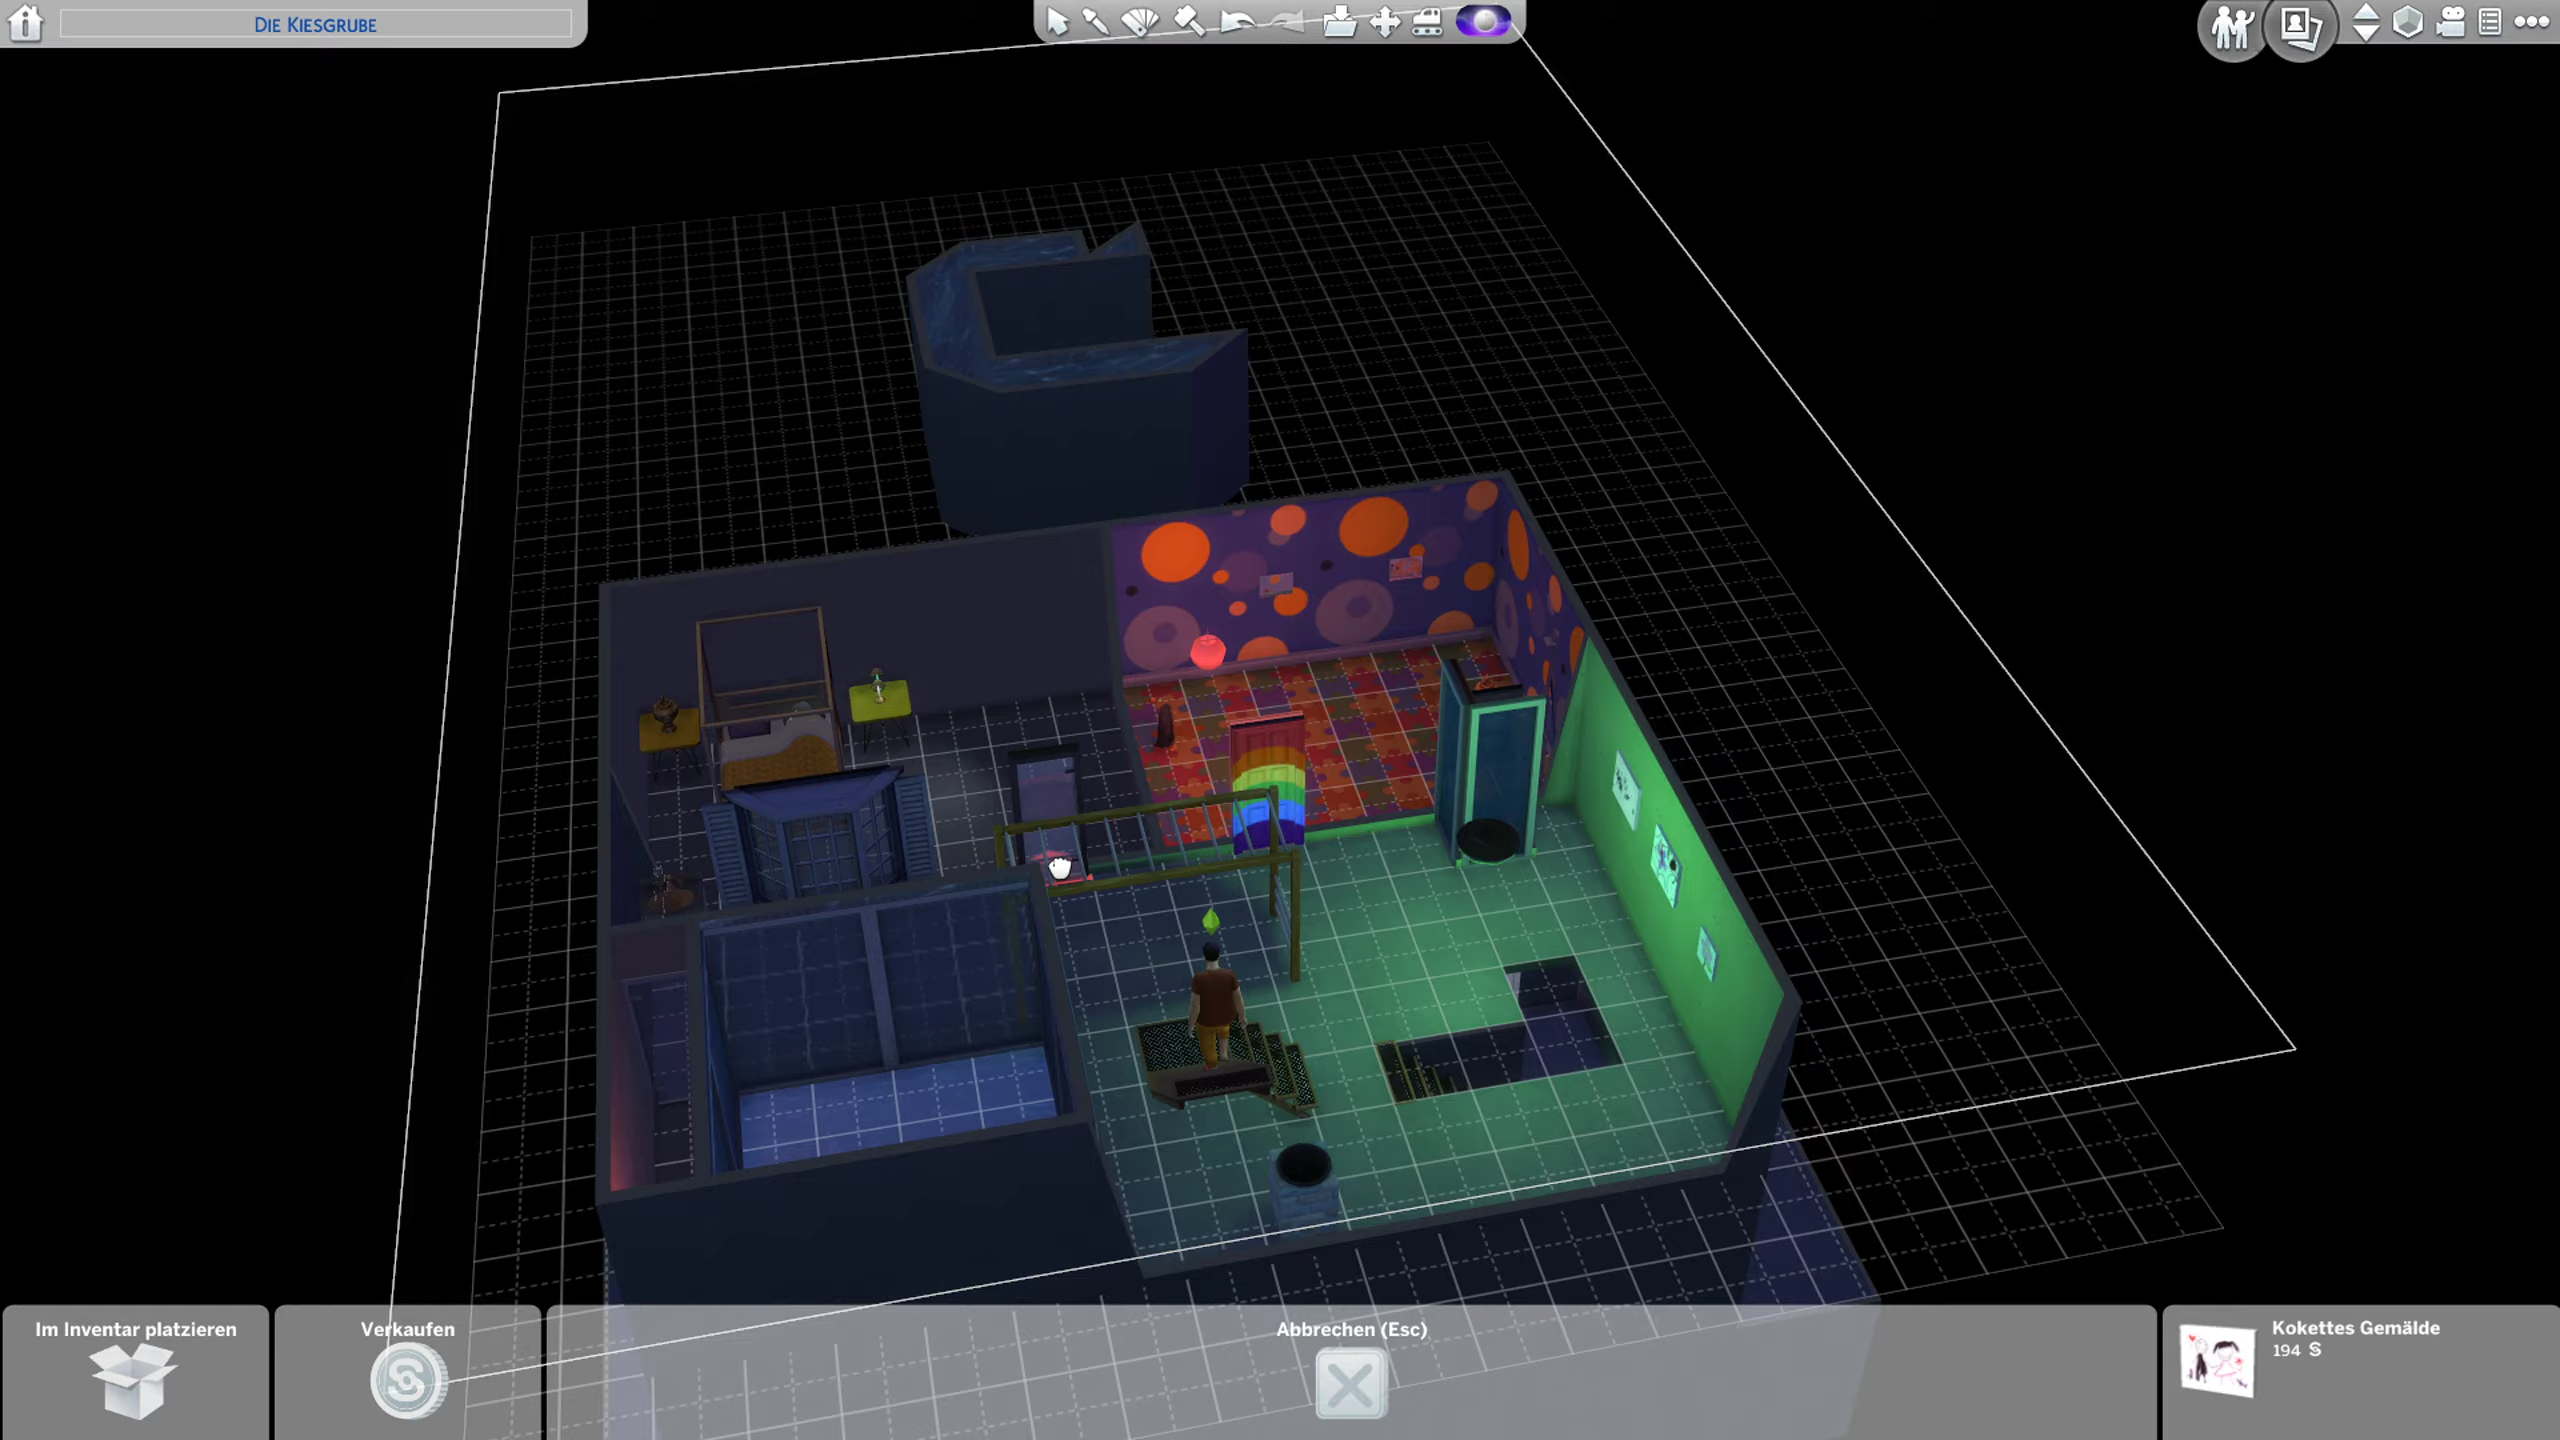 DIE KIESGRUBE
Im Inventar platzieren
Verkaufen
Abbrechen (Esc)
Kokettes Gemälde
194 §